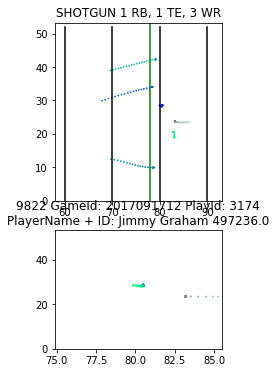 SHOTGUN 1 RB, 1 TE, 3 WR
50
40
30
20
10
0
60 70 80 90
9822 GameId: 2017091712 PlayId: 3174
PlayerName + ID: Jimmy Graham 497236.0
40
20
0
75.0 77.5 80.0 82.5 85.0